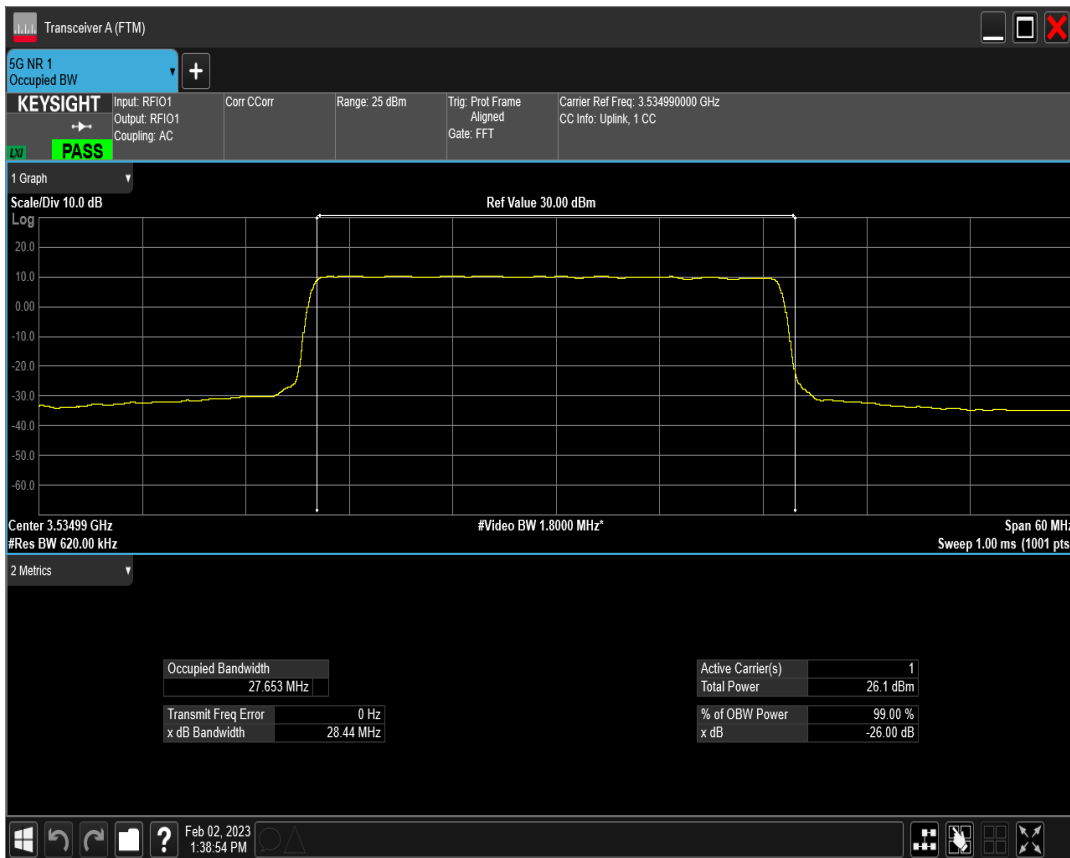 Transceiver A (FTM)
5G NR 1
Occupied BW
+
KEYSIGHT
LXI
PASS
Input: RFIO1
Output: RFIO1
Coupling: AC
Corr CCorr
Range: 25 dBm
Trig: Prot Frame
Aligned
Gate: FFT
Carrier Ref Freq: 3.534990000 GHz
CC Info: Uplink, 1 CC
1 Graph
Scale/Div 10.0 dB
Ref Value 30.00 dBm
Log
20.0
10.0
0.00
-10.0
-20.0
-30.0
-40.0
-50.0
-60.0
Center 3.53499 GHz
#Video BW 1.8000 MHz*
Span 60 MHz
#Res BW 620.00 kHz
Sweep 1.00 ms (1001 pts
2 Metrics
Occupied Bandwidth
27.653 MHz
Transmit Freq Error 0 Hz
x dB Bandwidth 28.44 MHz
Active Carrier(s) 1
Total Power 26.1 dBm
% of OBW Power 99.00 %
x dB -26.00 dB
?
Feb 02, 2023
1:38:54 PM